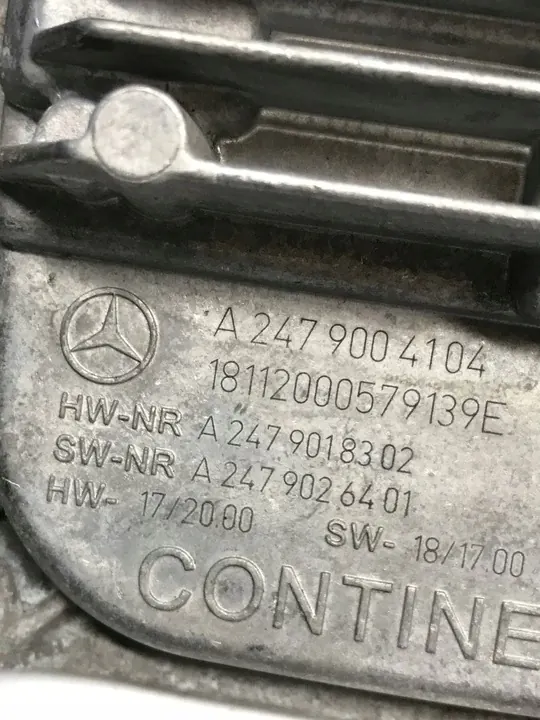 A 247 900 4104
18112000579139E
HW-NR A 247 901 83 02
SW-NR A 247 902 64 01
HW- 17/20.00 SW- 18/17.00
CONTINE